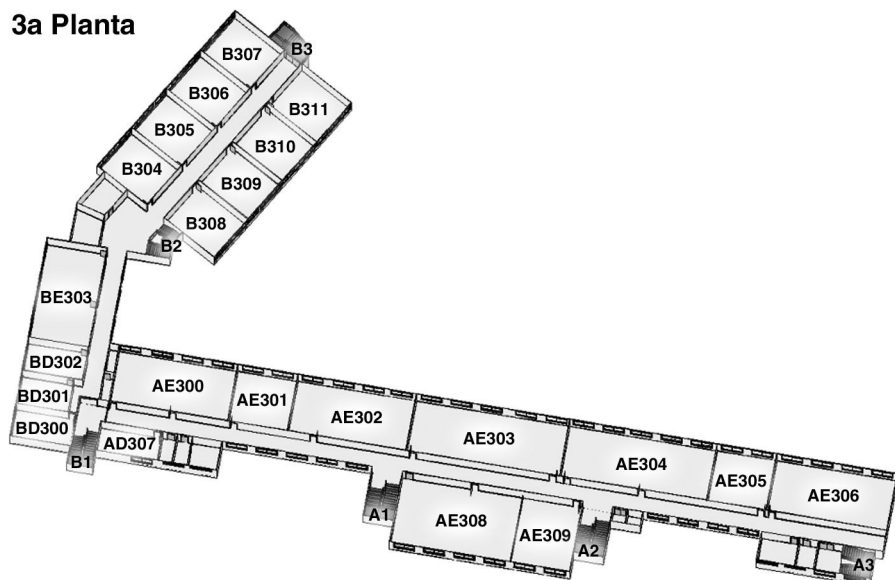 3a Planta
B307
B3
B306
B311
B305
B310
B304
B309
B308
B2
BE303
BD302
AE300
BD301
AE301
AE302
BD300
AD307
AE303
B1
AE304
AE305
AE306
A1
AE308
AE309
A2
A3